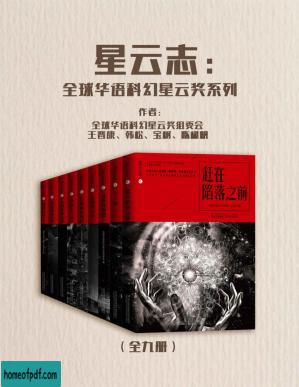 星云志：
全球华语科幻星云奖系列
作者：
全球华语科幻星云奖组委会
王晋康、韩松、宝树、陈楸帆
赶在
陷落之前
（全九册）
homeofpdf.com